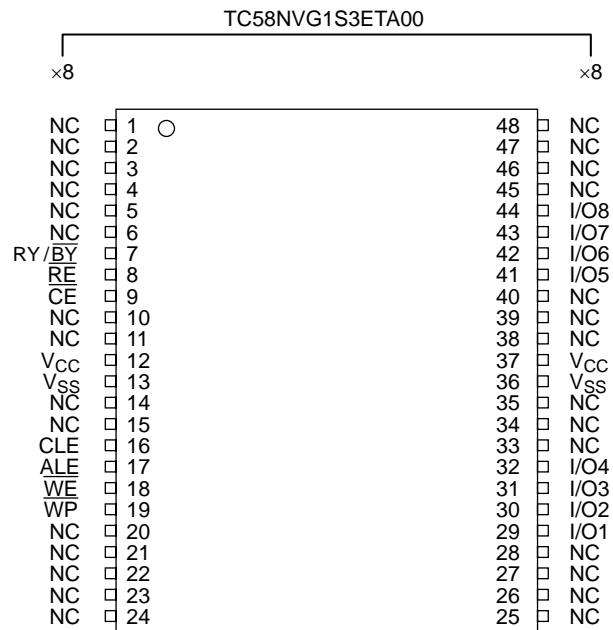 TC58NVG1S3ETA00
×8 ×8
NC 1 48 NC
NC 2 47 NC
NC 3 46 NC
NC 4 45 NC
NC 5 44 I/O8
NC 6 43 I/O7
RY/B̅Y̅ 7 42 I/O6
R̅E̅ 8 41 I/O5
C̅E̅ 9 40 NC
NC 10 39 NC
NC 11 38 NC
VCC 12 37 VCC
VSS 13 36 VSS
NC 14 35 NC
NC 15 34 NC
CLE 16 33 NC
ALE 17 32 I/O4
W̅E̅ 18 31 I/O3
W̅P̅ 19 30 I/O2
NC 20 29 I/O1
NC 21 28 NC
NC 22 27 NC
NC 23 26 NC
NC 24 25 NC